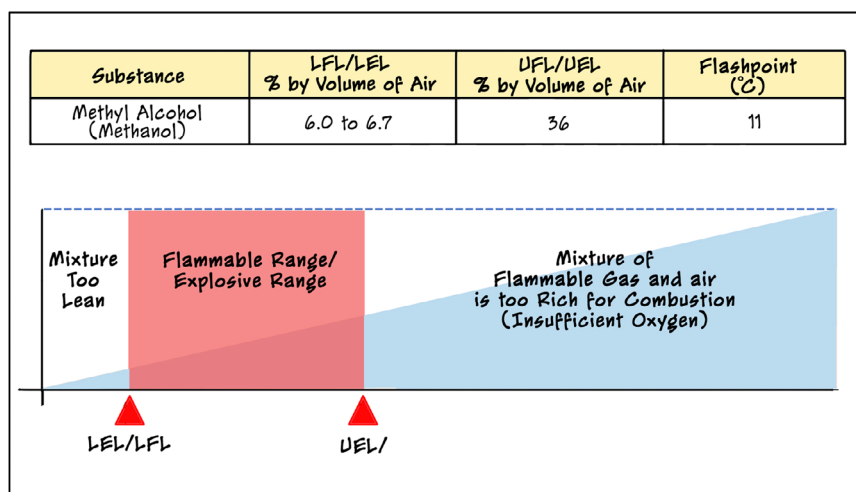 Substance
LFL/LEL
% by Volume of Air
UFL/UEL
% by Volume of Air
Flashpoint
(°C)
Methyl Alcohol
(Methanol)
6.0 to 6.7
36
11
Mixture
Too
Lean
Flammable Range/
Explosive Range
Mixture of
Flammable Gas and air
is too Rich for Combustion
(Insufficient Oxygen)
LEL/LFL
UEL/